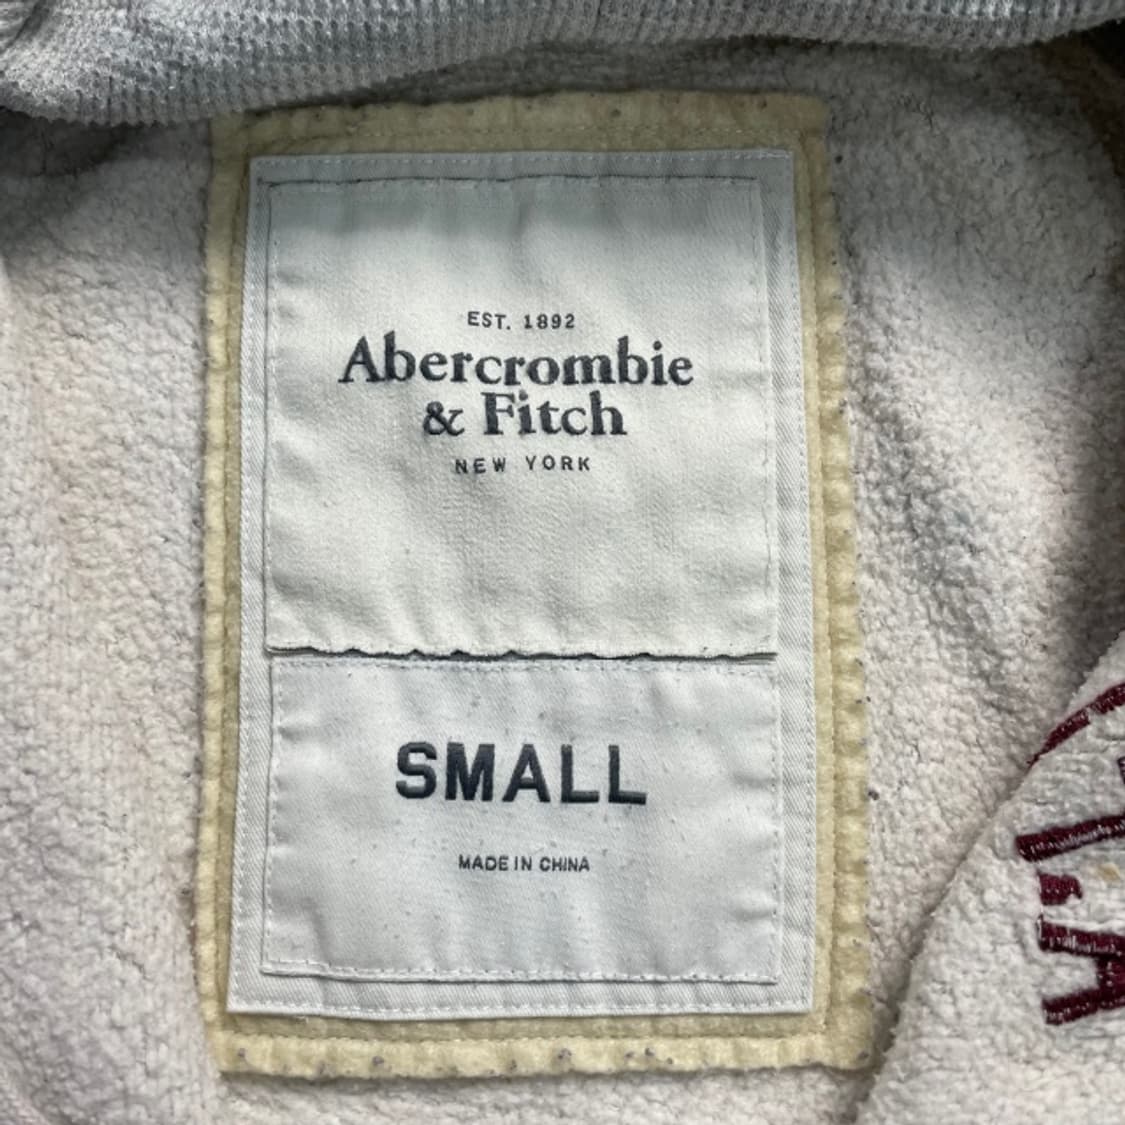 EST. 1892
Abercrombie
& Fitch
NEW YORK
SMALL
MADE IN CHINA